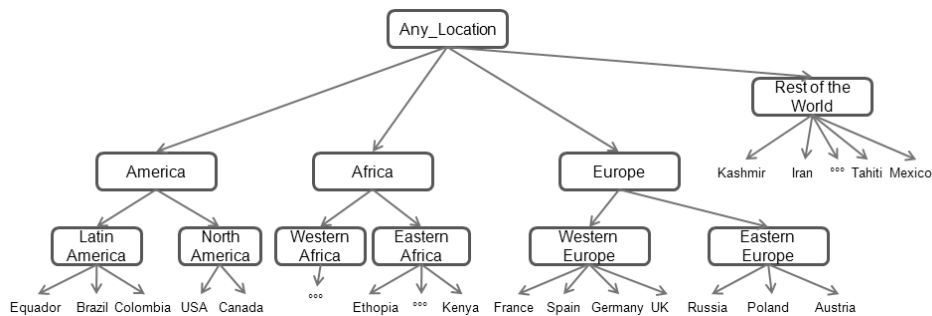 Any_Location
Rest of the
World
America
Africa
Europe
Kashmir
Iran
°°°
Tahiti
Mexico
Latin
America
North
America
Western
Africa
Eastern
Africa
Western
Europe
Eastern
Europe
Equador
Brazil
Colombia
USA
Canada
°°°
Ethopia
°°°
Kenya
France
Spain
Germany
UK
Russia
Poland
Austria